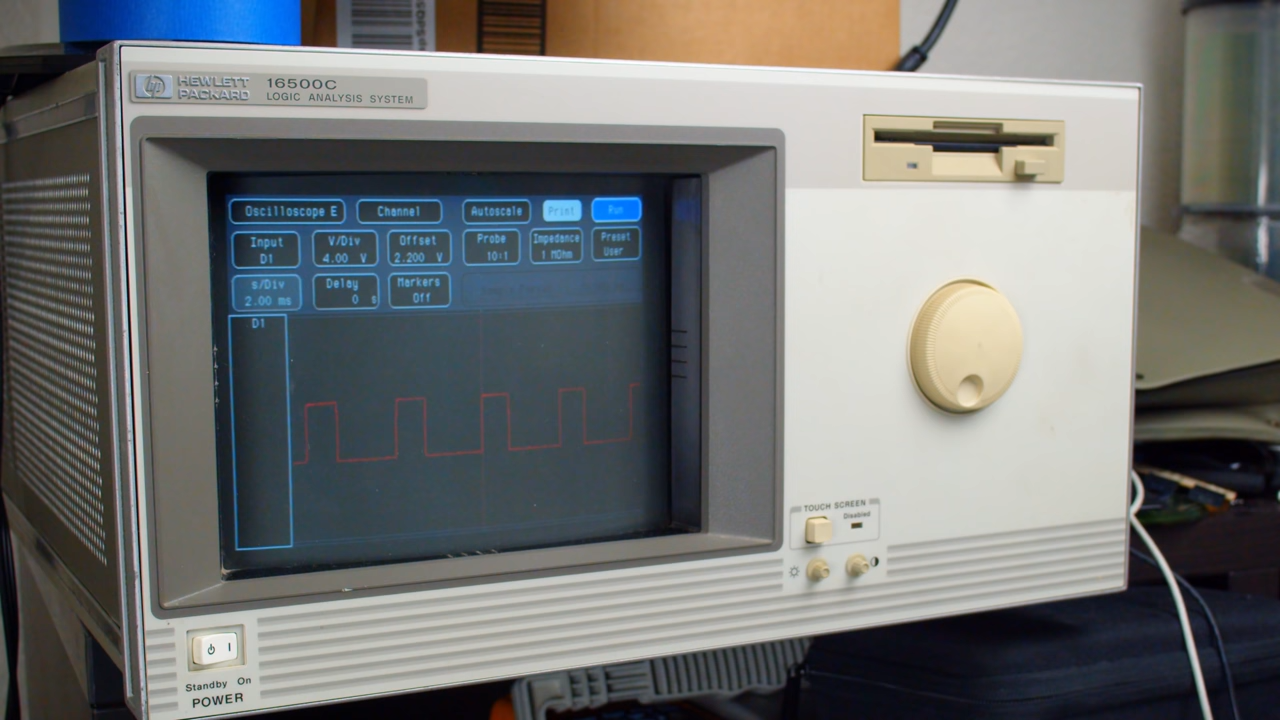 hp HEWLETT PACKARD
16500C
LOGIC ANALYSIS SYSTEM
Oscilloscope E Channel Autoscale Print Run
Input D1
V/Div 4.00 V
Offset 2.200 V
Probe 10:1
Impedance 1 MOhm
Preset User
s/Div 2.00 ms
Delay 0 s
Markers Off
D1
TOUCH SCREEN
Disabled
Standby On
POWER